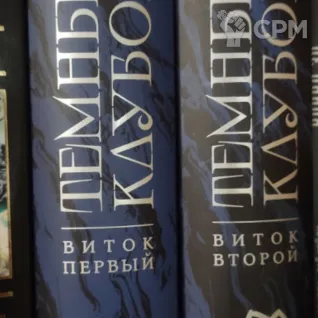 ТЕМНЫ
КЛУБО
ВИТОК
ПЕРВЫЙ
ТЕМНЫ
КЛУБО
ВИТОК
ВТОРОЙ
СРМ